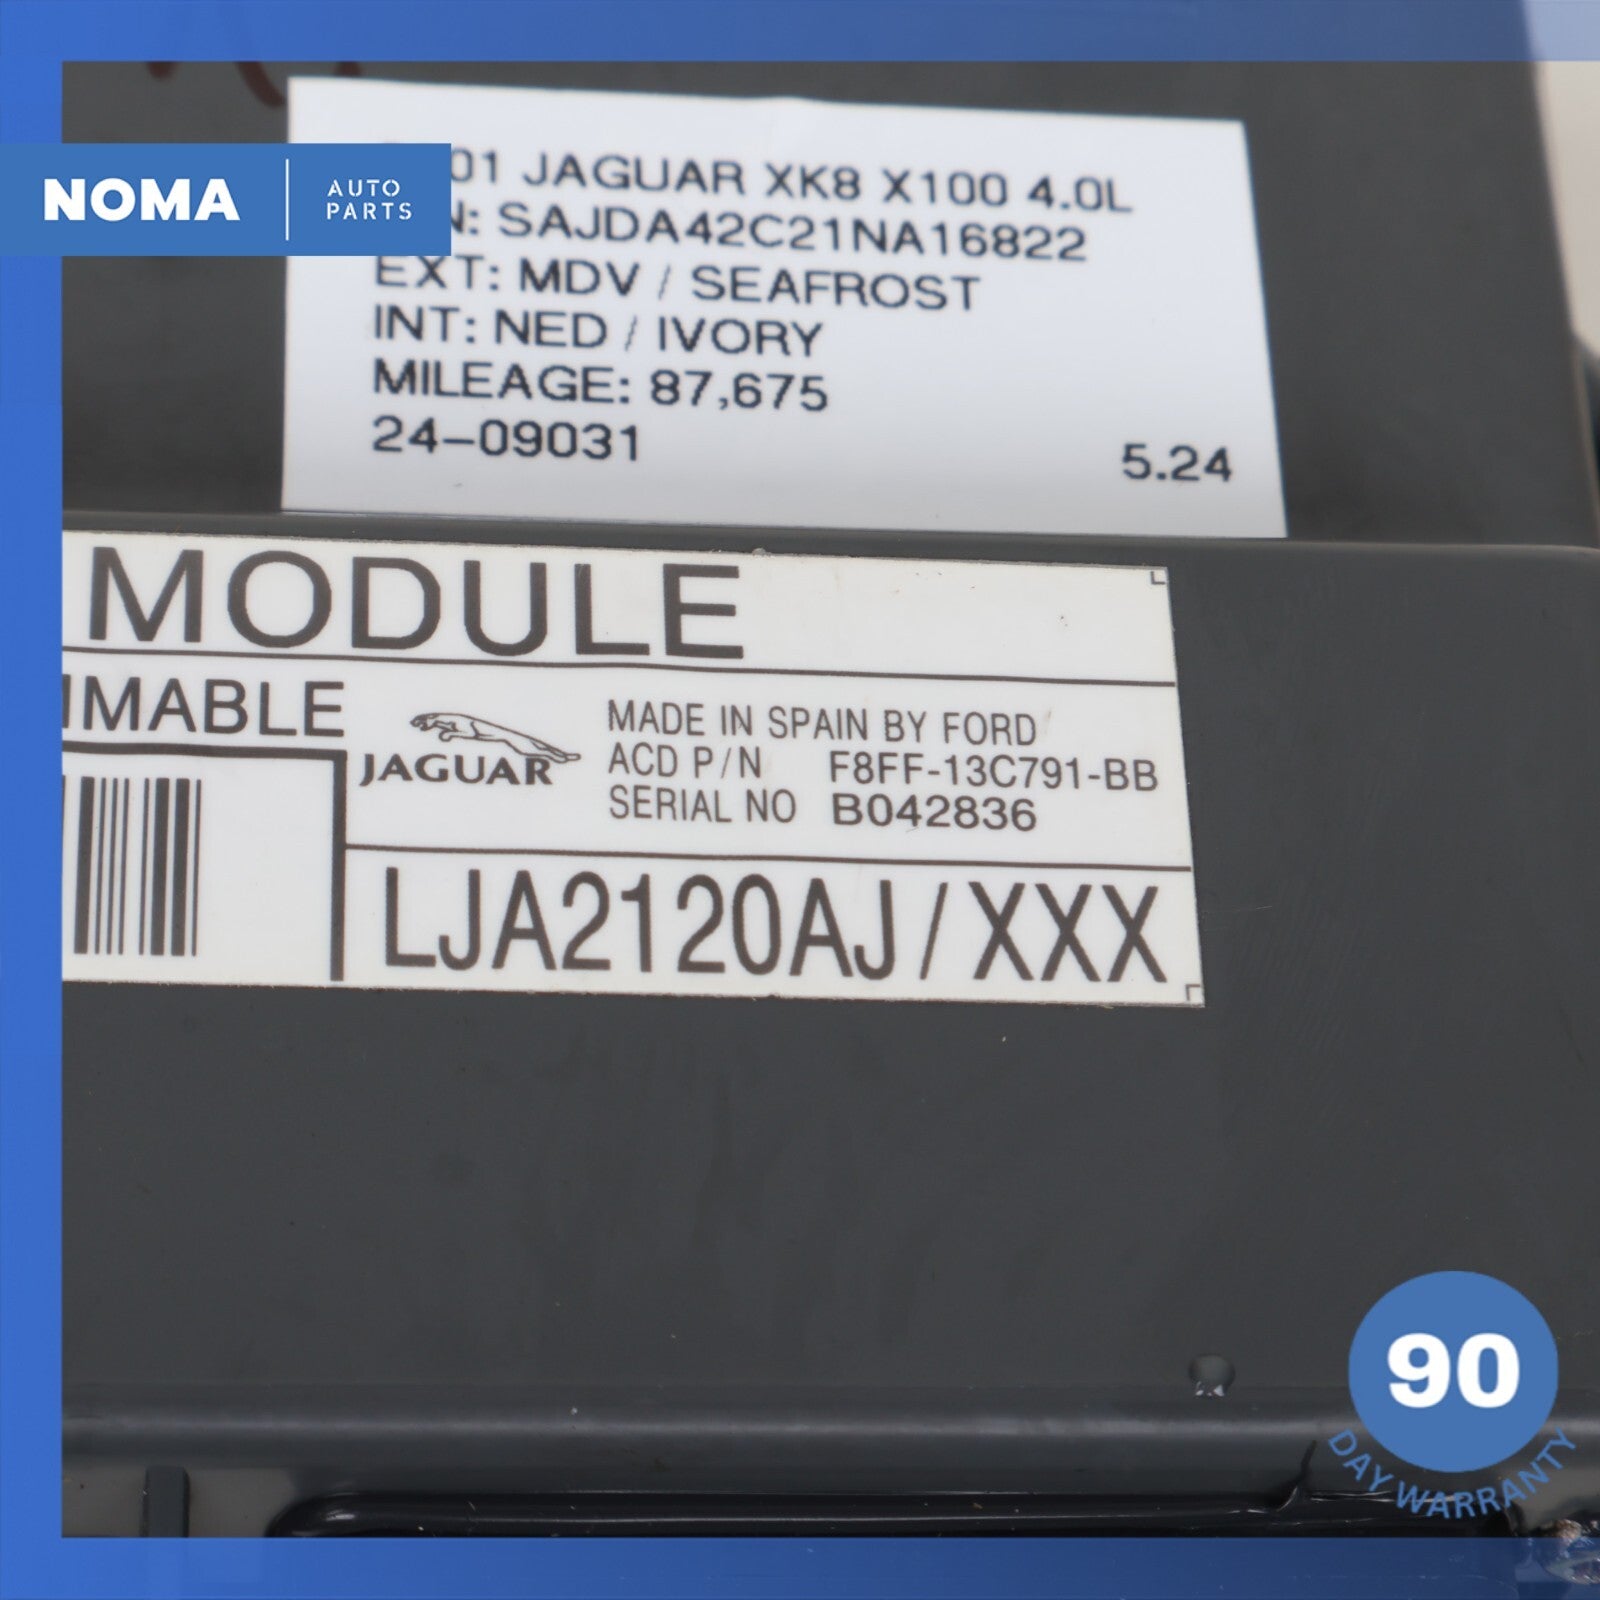 NOMA
AUTO
PARTS
01 JAGUAR XK8 X100 4.0L
N: SAJDA42C21NA16822
EXT: MDV / SEAFROST
INT: NED / IVORY
MILEAGE: 87,675
24-09031
5.24
MODULE
MMABLE
JAGUAR
MADE IN SPAIN BY FORD
ACD P/N F8FF-13C791-BB
SERIAL NO B042836
LJA2120AJ/XXX
90
DAY WARRANTY